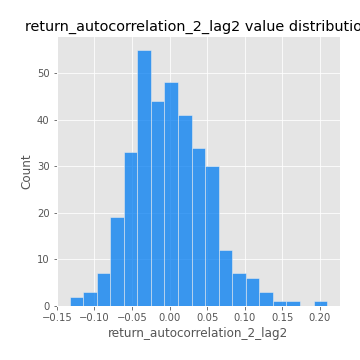 return_autocorrelation_2_lag2 value distributio
50
40
30
20
10
0
Count
−0.15 −0.10 −0.05 0.00 0.05 0.10 0.15 0.20
return_autocorrelation_2_lag2